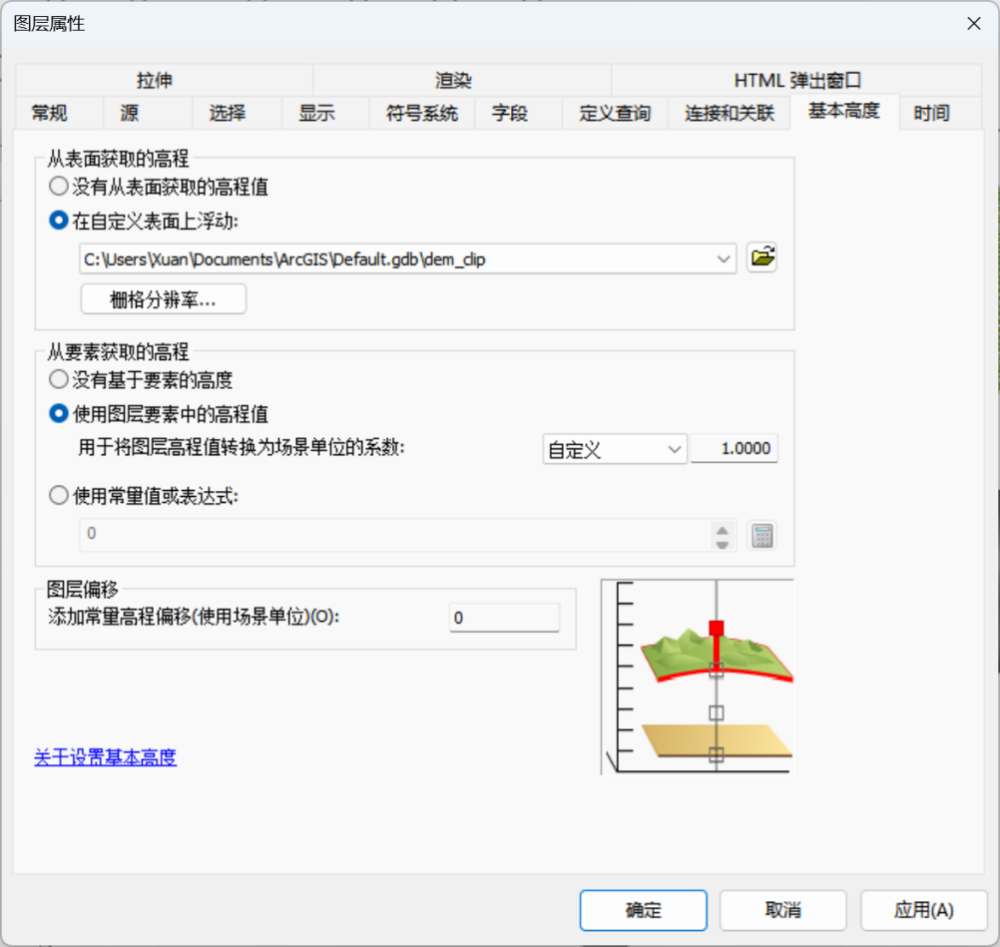 图层属性
拉伸 渲染 HTML 弹出窗口
常规 源 选择 显示 符号系统 字段 定义查询 连接和关联 基本高度 时间
从表面获取的高程
没有从表面获取的高程值
在自定义表面上浮动:
C:\Users\Xuan\Documents\ArcGIS\Default.gdb\dem_clip
栅格分辨率...
从要素获取的高程
没有基于要素的高度
使用图层要素中的高程值
用于将图层高程值转换为场景单位的系数: 自定义 1.0000
使用常量值或表达式:
0
图层偏移
添加常量高程偏移(使用场景单位)(O): 0
关于设置基本高度
确定 取消 应用(A)